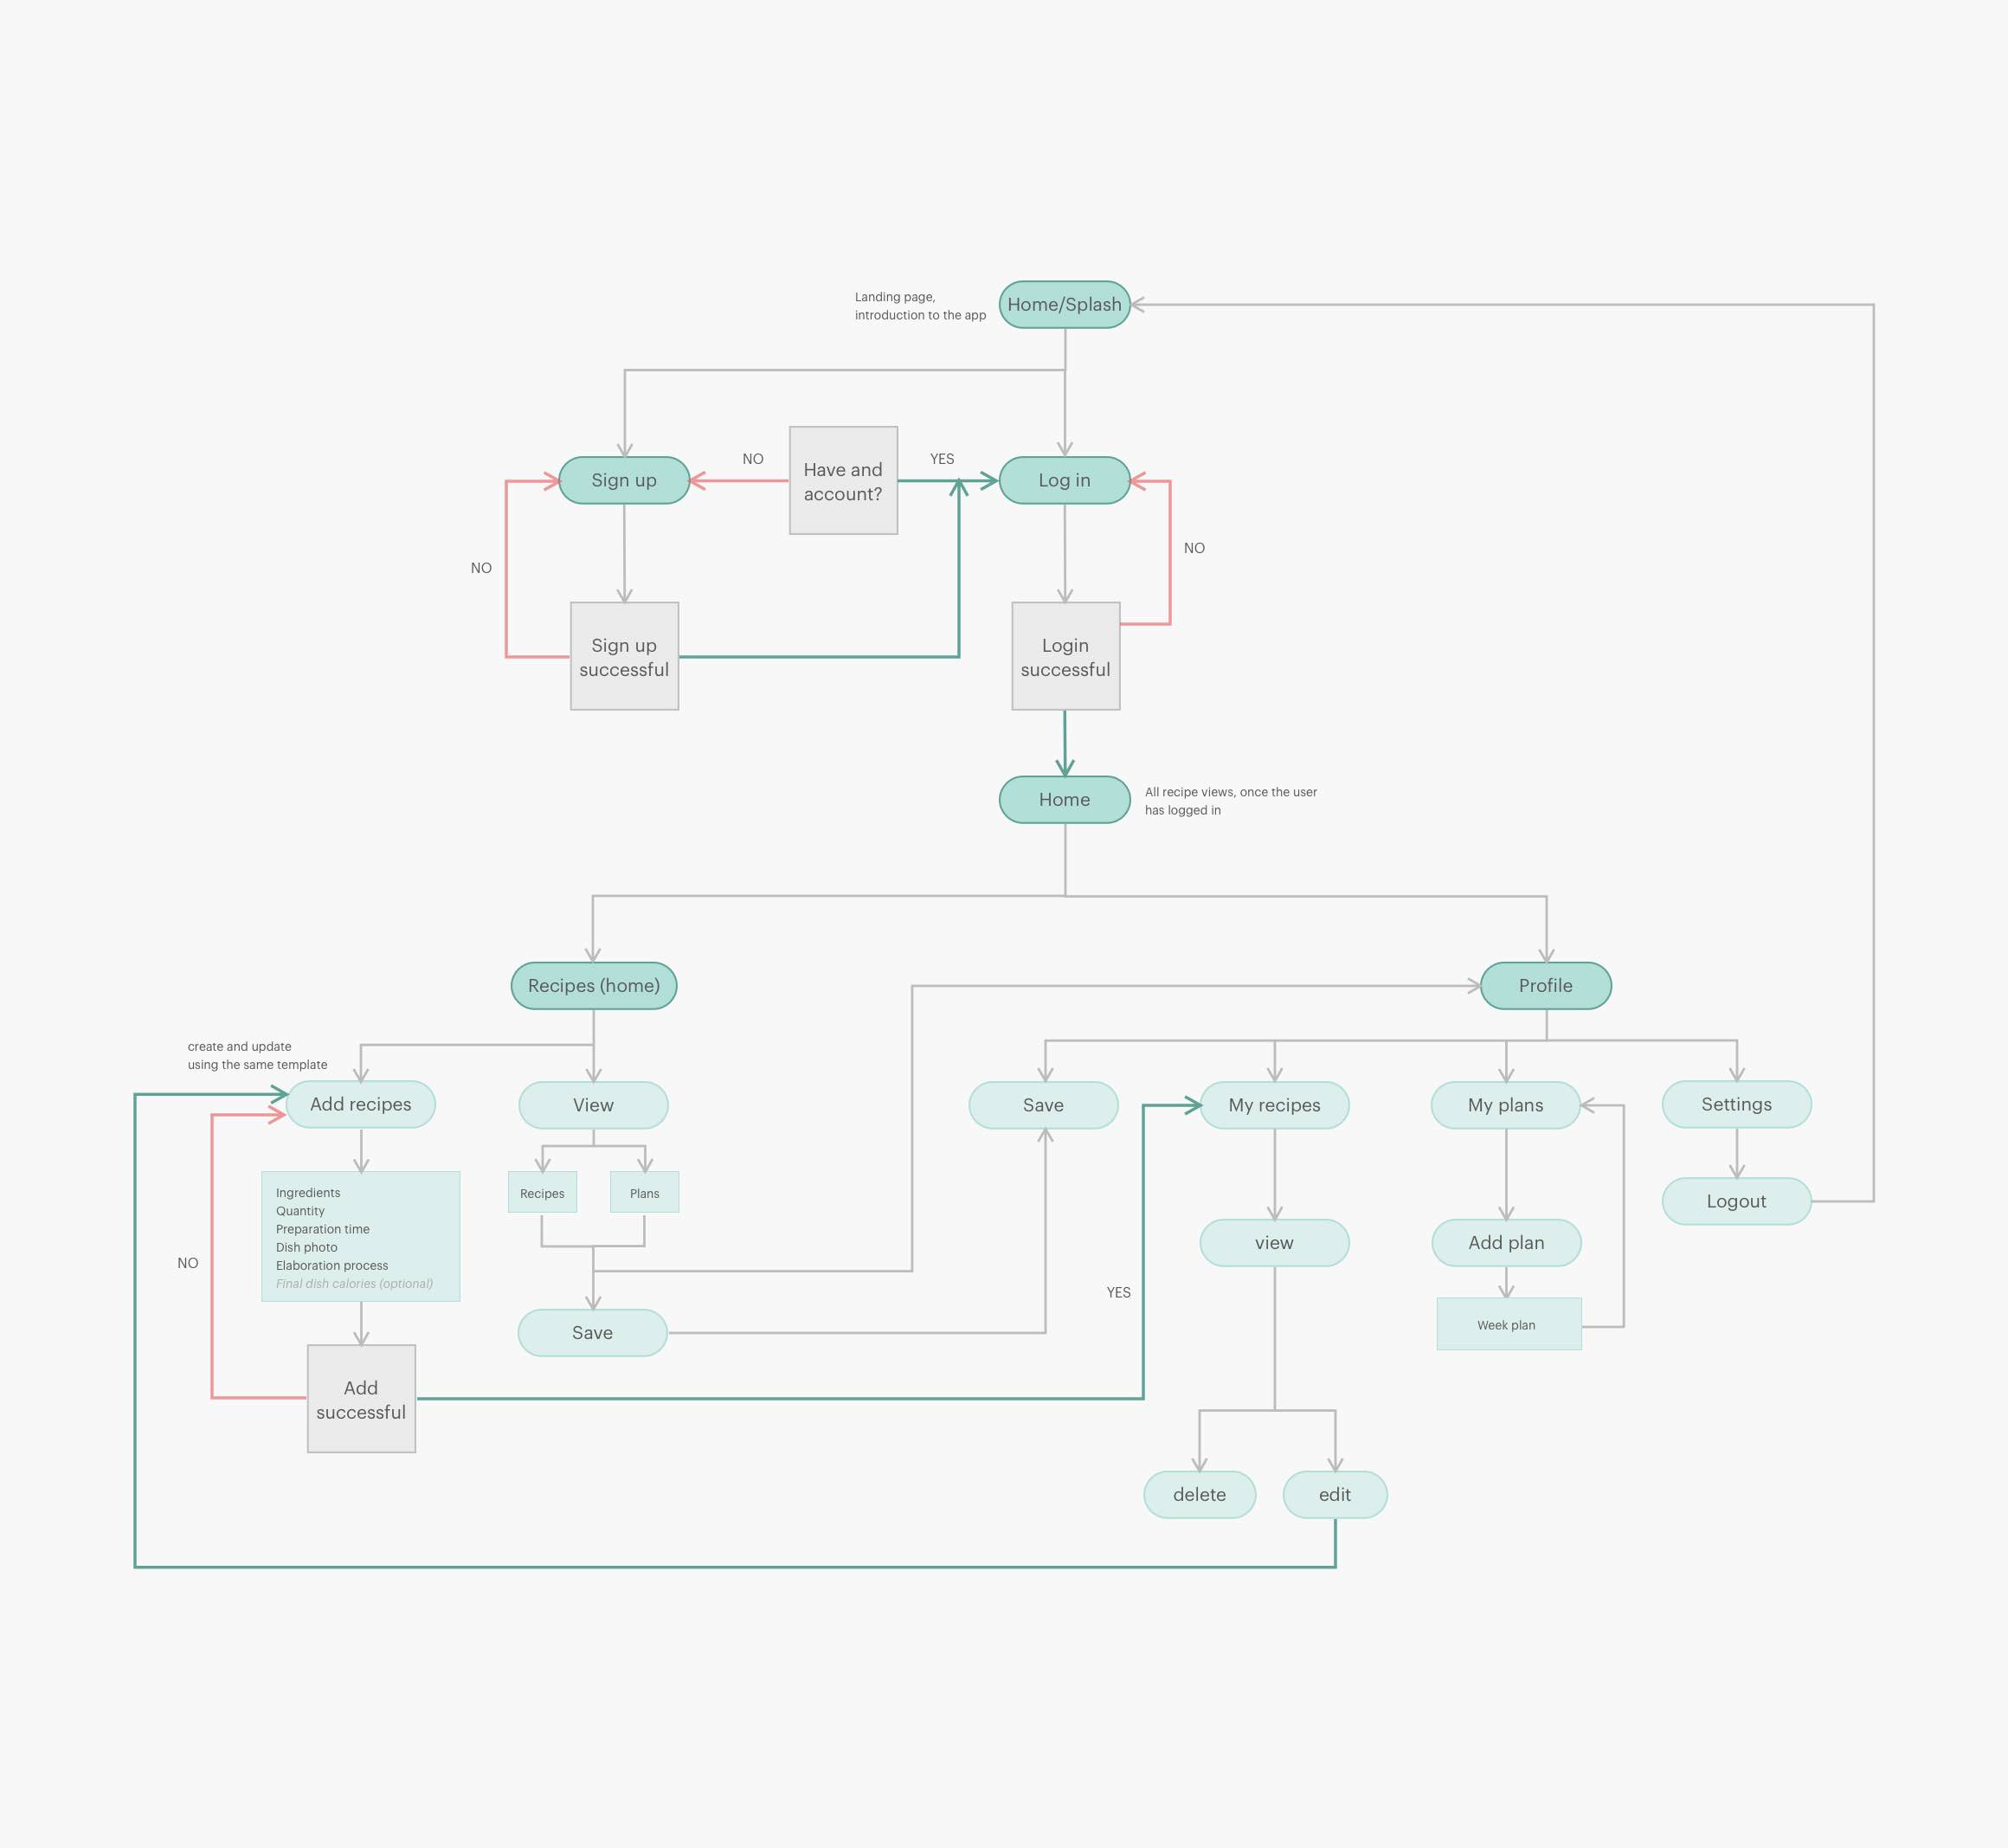 Landing page,
introduction to the app
Home/Splash
Sign up
NO
Have and
account?
YES
Log in
NO
NO
Sign up
successful
Login
successful
Home
All recipe views, once the user
has logged in
Recipes (home)
Profile
create and update
using the same template
Add recipes
View
Save
My recipes
My plans
Settings
Ingredients
Quantity
Preparation time
Dish photo
Elaboration process
Final dish calories (optional)
Recipes
Plans
Logout
NO
view
Add plan
YES
Save
Week plan
Add
successful
delete
edit